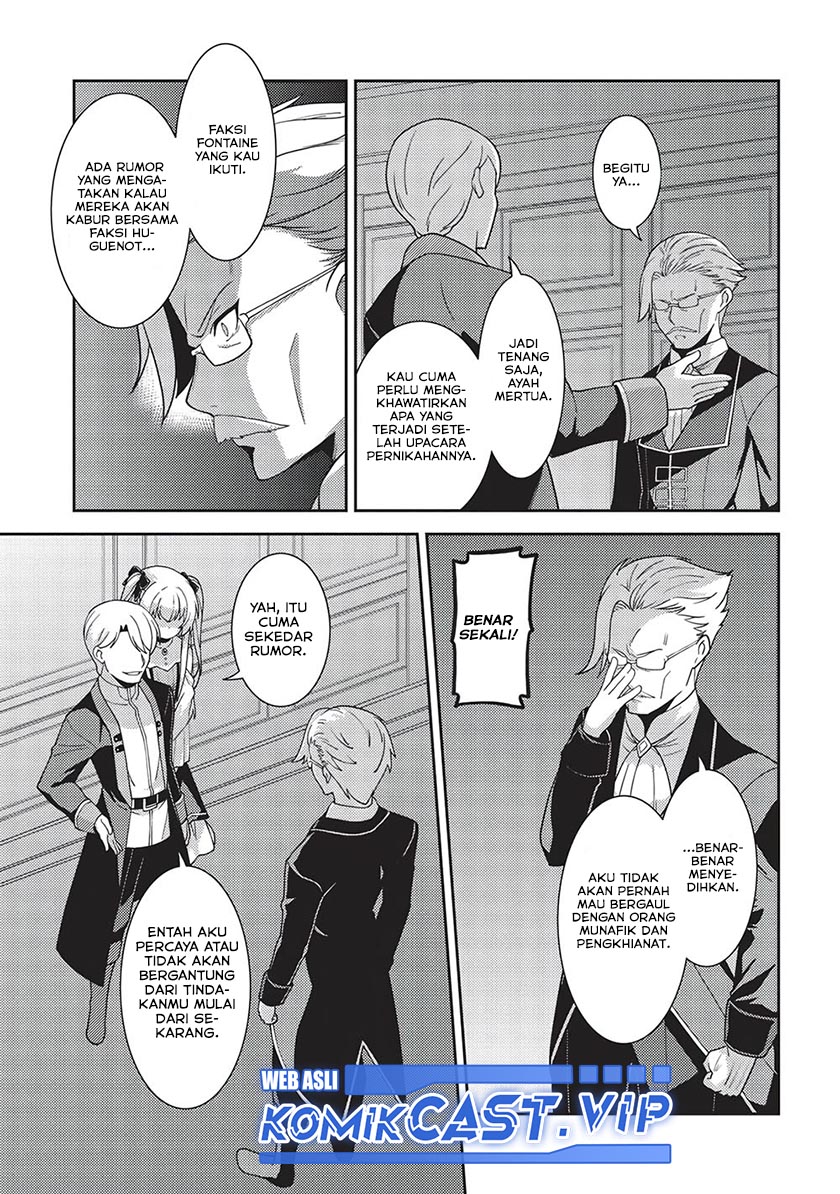 BEGITU
YA...
JADI
TENANG
SAJA,
AYAH
MERTUA.
KAU CUMA
PERLU MENG-
KHAWATIRKAN
APA YANG
TERJADI SETE-
LAH UPACARA
PERNIKAHANNYA.
FAKSI
FONTAINE
YANG KAU
IKUTI.
ADA RUMOR
YANG MENGA-
TAKAN KALAU
MEREKA AKAN
KABUR BERSAMA
FAKSI HU-
GUENOT...
BENAR
SEKALI!
...BENAR-
BENAR
MENYE-
DIHKAN.
AKU TIDAK
AKAN PERNAH
MAU BERGAUL
DENGAN ORANG
MUNAFIK DAN
PENGKHIANAT.
YAH, ITU
CUMA
SEKEDAR
RUMOR.
ENTAH AKU
PERCAYA ATAU
TIDAK AKAN
BERGANTUNG
DARI TINDA-
KANMU MULAI
DARI SE-
KARANG.
WEB ASLI
KOMIKCAST.VIP